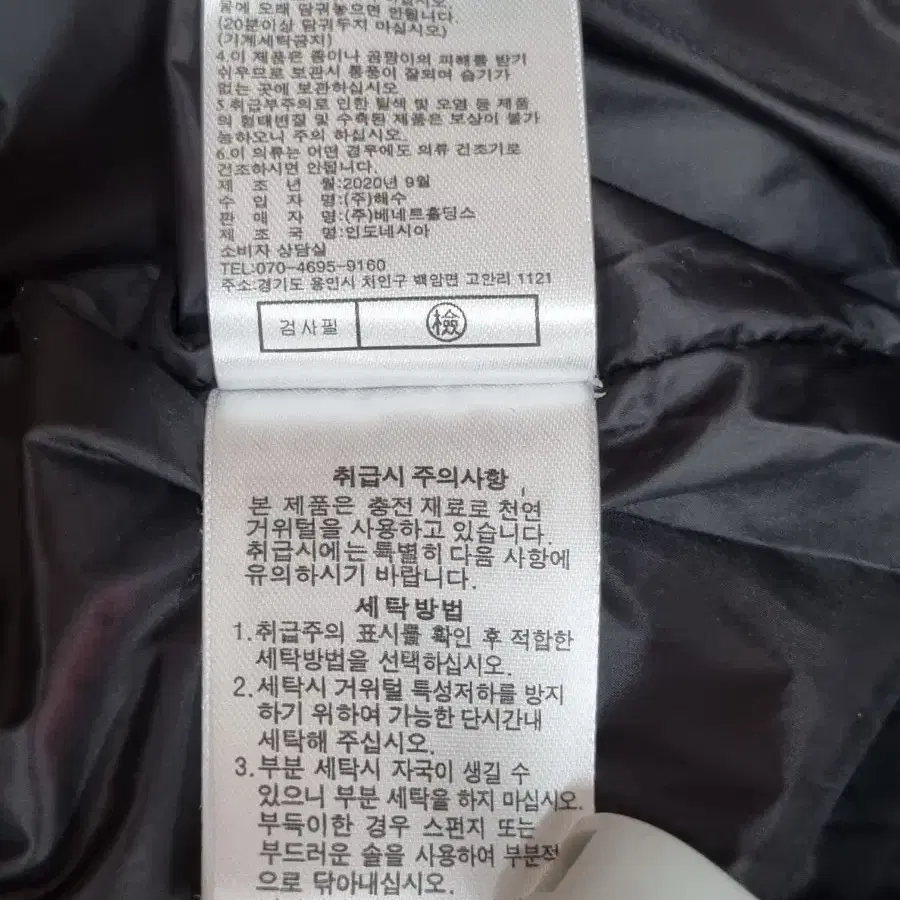 물에 오래 담궈놓으면 안됩니다.
(20분이상 담궈두지 마십시오)
(기계세탁금지)
4.이 제품은 좀이나 곰팡이의 피해를 받기
쉬우므로 보관시 통풍이 잘되며 습기가
없는 곳에 보관하십시오
5.취급부주의로 인한 탈색 및 오염 등 제품
의 형태변질 및 수축된 제품은 보상이 불가
능하오니 주의 하십시오.
6.이 의류는 어떤 경우에도 의류 건조기로
건조하시면 안됩니다.
제 조 년 월:2020년 9월
수 입 자 명:(주)해수
판 매 자 명:(주)베네트홀딩스
제 조 국 명:인도네시아
소비자 상담실
TEL:070-4695-9160
주소:경기도 용인시 처인구 백암면 고안리 1121
검사필 檢
취급시 주의사항
본 제품은 충전 재료로 천연
거위털을 사용하고 있습니다.
취급시에는 특별히 다음 사항에
유의하시기 바랍니다.
세탁방법
1.취급주의 표시를 확인 후 적합한
세탁방법을 선택하십시오.
2.세탁시 거위털 특성저하를 방지
하기 위하여 가능한 단시간내
세탁해 주십시오.
3.부분 세탁시 자국이 생길 수
있으니 부분 세탁을 하지 마십시오.
부득이한 경우 스펀지 또는
부드러운 솔을 사용하여 부분적
으로 닦아내십시오.